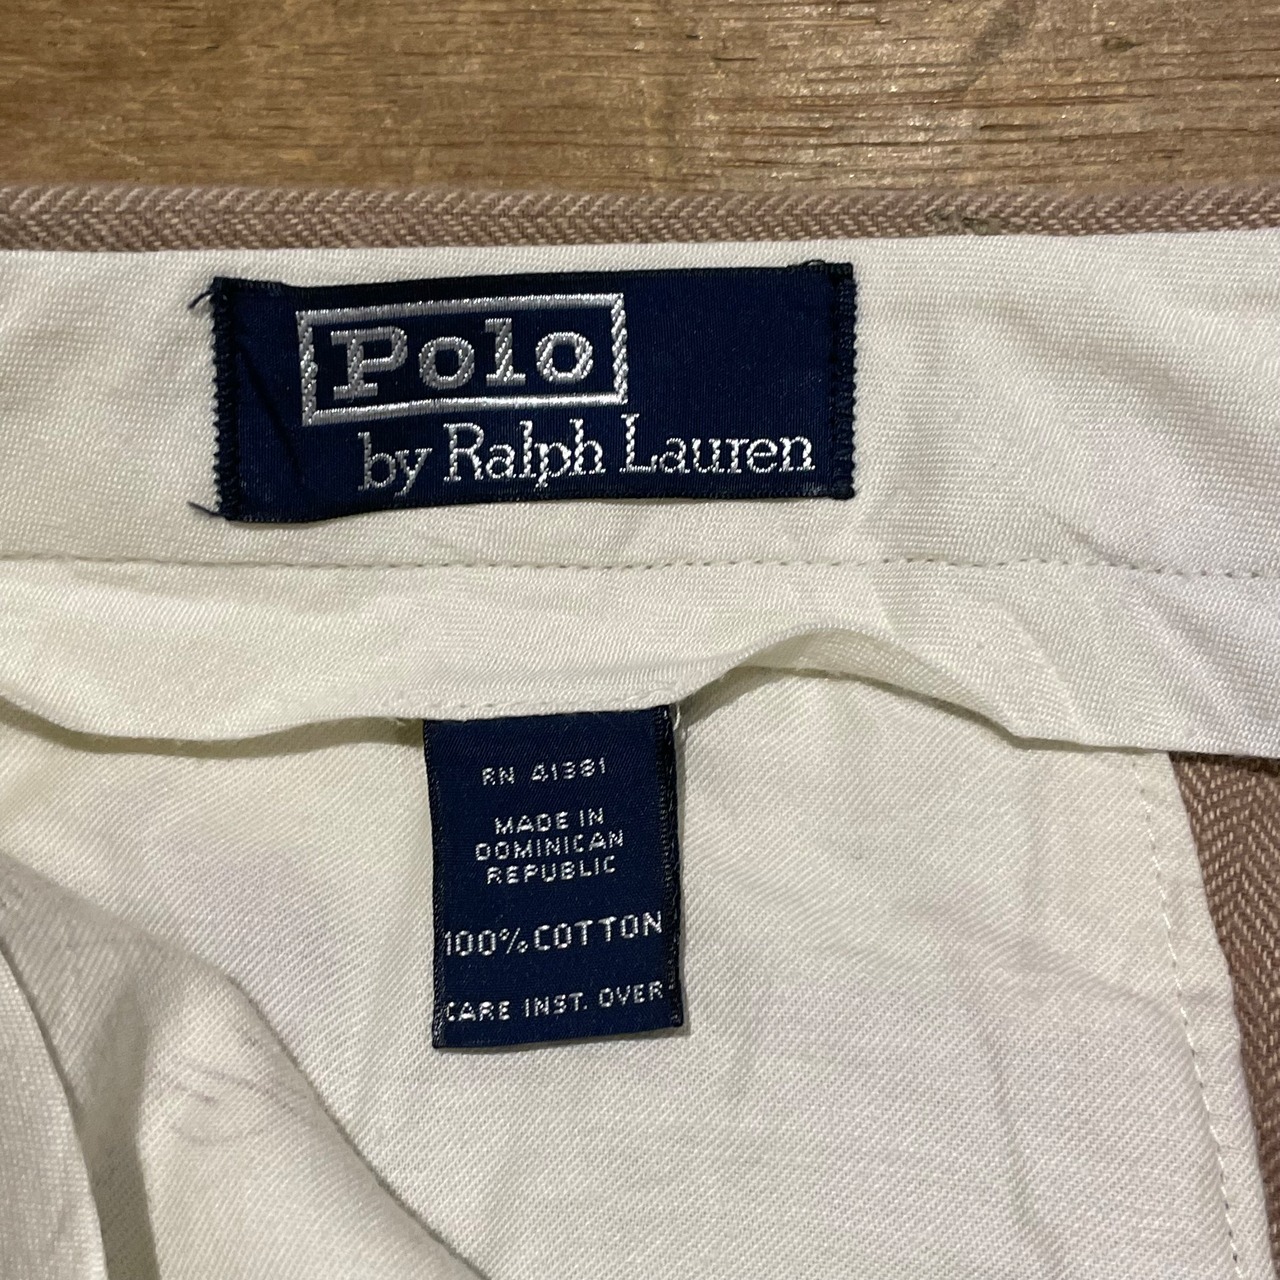 Polo
by Ralph Lauren
RN 41381
MADE IN
DOMINICAN
REPUBLIC
100% COTTON
CARE INST. OVER